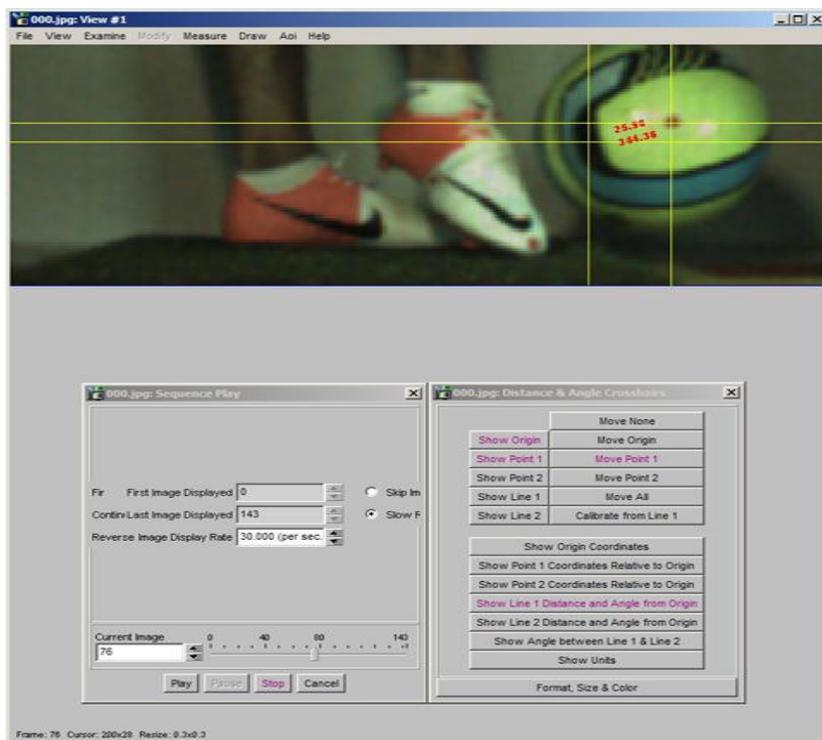 000.jpg: View #1
File View Examine Modify Measure Draw Aoi Help
25.96
344.36
000.jpg: Sequence Play
Fir First Image Displayed 0 Skip Im
Contin Last Image Displayed 143 Slow F
Reverse Image Display Rate 30.000 (per sec.
Current Image 0 40 80 143
76
Play Pause Stop Cancel
000.jpg: Distance & Angle Crosshairs
Move None
Show Origin Move Origin
Show Point 1 Move Point 1
Show Point 2 Move Point 2
Show Line 1 Move All
Show Line 2 Calibrate from Line 1
Show Origin Coordinates
Show Point 1 Coordinates Relative to Origin
Show Point 2 Coordinates Relative to Origin
Show Line 1 Distance and Angle from Origin
Show Line 2 Distance and Angle from Origin
Show Angle between Line 1 & Line 2
Show Units
Format, Size & Color
Frame: 76 Cursor: 200x28 Resize: 0.3x0.3